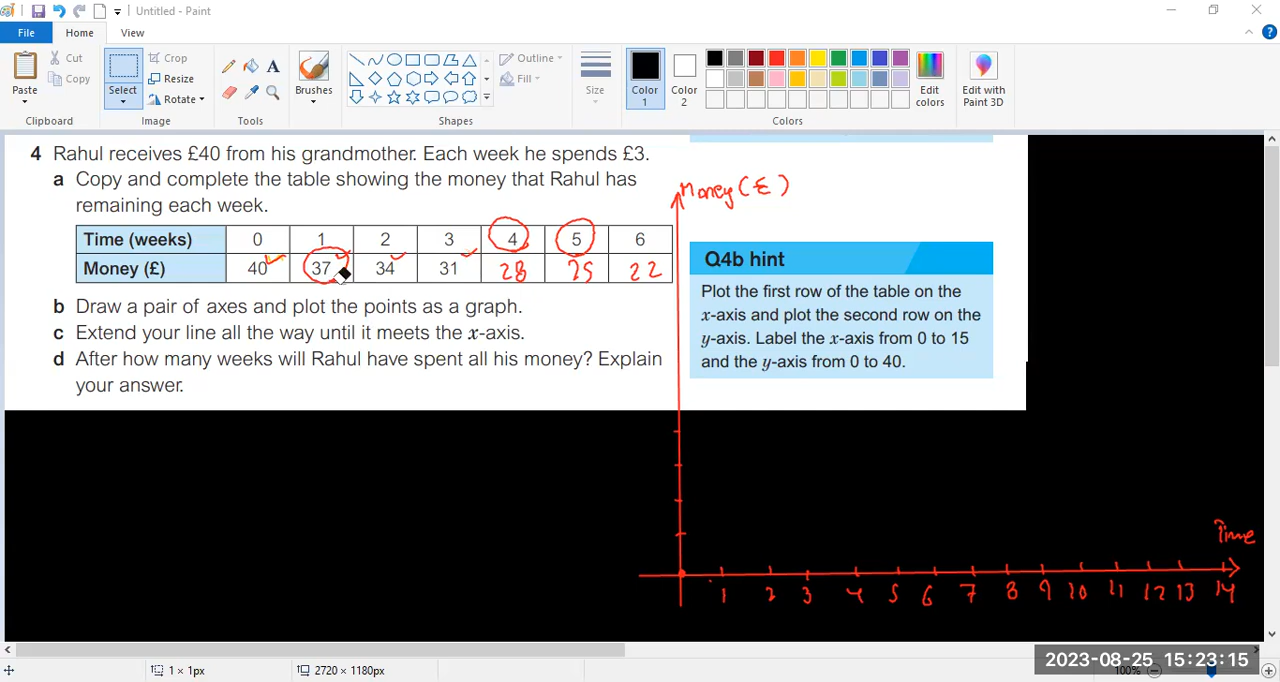 Untitled - Paint
File Home View
Paste
Cut
Copy
Clipboard
Select
Crop
Resize
Rotate
Image
A
Tools
Brushes
Outline
Fill
Shapes
Size
Color 1
Color 2
Edit colors
Colors
Edit with Paint 3D
4 Rahul receives £40 from his grandmother. Each week he spends £3.
a Copy and complete the table showing the money that Rahul has
remaining each week.
Time (weeks) 0 1 2 3 4 5 6
Money (£) 40 37 34 31 28 25 22
b Draw a pair of axes and plot the points as a graph.
c Extend your line all the way until it meets the x-axis.
d After how many weeks will Rahul have spent all his money? Explain
your answer.
Money (£)
Q4b hint
Plot the first row of the table on the
x-axis and plot the second row on the
y-axis. Label the x-axis from 0 to 15
and the y-axis from 0 to 40.
Time
1 2 3 4 5 6 7 8 9 10 11 12 13 14
1 × 1px
2720 × 1180px
100%
2023-08-25 15:23:15